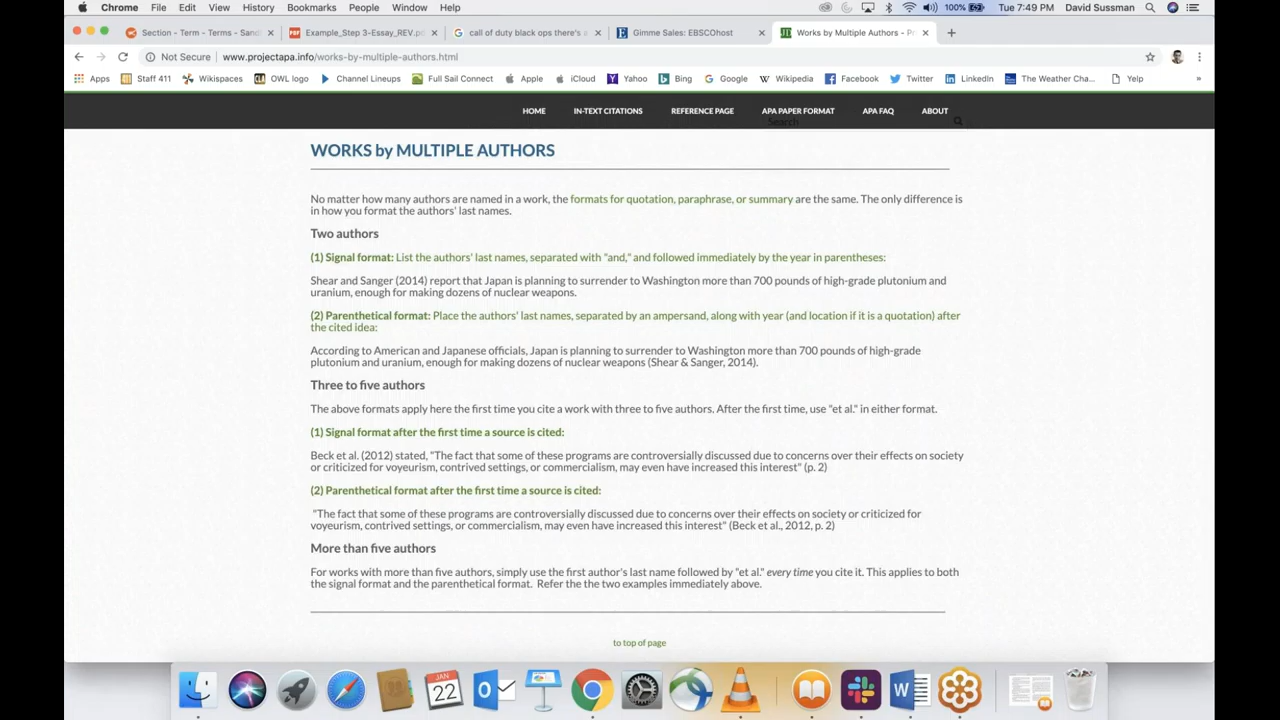 Chrome File Edit View History Bookmarks People Window Help 100% Tue 7:49 PM David Sussman
Section - Term - Terms - Sand Example_Step 3-Essay_REV.pd call of duty black ops there's a Gimme Sales: EBSCOhost Works by Multiple Authors - Pr
Not Secure www.projectapa.info/works-by-multiple-authors.html
Apps Staff 411 Wikispaces OWL logo Channel Lineups Full Sail Connect Apple iCloud Yahoo Bing Google Wikipedia Facebook Twitter LinkedIn The Weather Cha... Yelp »
HOME IN-TEXT CITATIONS REFERENCE PAGE APA PAPER FORMAT APA FAQ ABOUT
Search
WORKS by MULTIPLE AUTHORS
No matter how many authors are named in a work, the formats for quotation, paraphrase, or summary are the same. The only difference is
in how you format the authors' last names.
Two authors
(1) Signal format: List the authors' last names, separated with "and," and followed immediately by the year in parentheses:
Shear and Sanger (2014) report that Japan is planning to surrender to Washington more than 700 pounds of high-grade plutonium and
uranium, enough for making dozens of nuclear weapons.
(2) Parenthetical format: Place the authors' last names, separated by an ampersand, along with year (and location if it is a quotation) after
the cited idea:
According to American and Japanese officials, Japan is planning to surrender to Washington more than 700 pounds of high-grade
plutonium and uranium, enough for making dozens of nuclear weapons (Shear & Sanger, 2014).
Three to five authors
The above formats apply here the first time you cite a work with three to five authors. After the first time, use "et al." in either format.
(1) Signal format after the first time a source is cited:
Beck et al. (2012) stated, "The fact that some of these programs are controversially discussed due to concerns over their effects on society
or criticized for voyeurism, contrived settings, or commercialism, may even have increased this interest" (p. 2)
(2) Parenthetical format after the first time a source is cited:
"The fact that some of these programs are controversially discussed due to concerns over their effects on society or criticized for
voyeurism, contrived settings, or commercialism, may even have increased this interest" (Beck et al., 2012, p. 2)
More than five authors
For works with more than five authors, simply use the first author's last name followed by "et al." every time you cite it. This applies to both
the signal format and the parenthetical format. Refer the the two examples immediately above.
to top of page
JAN
22